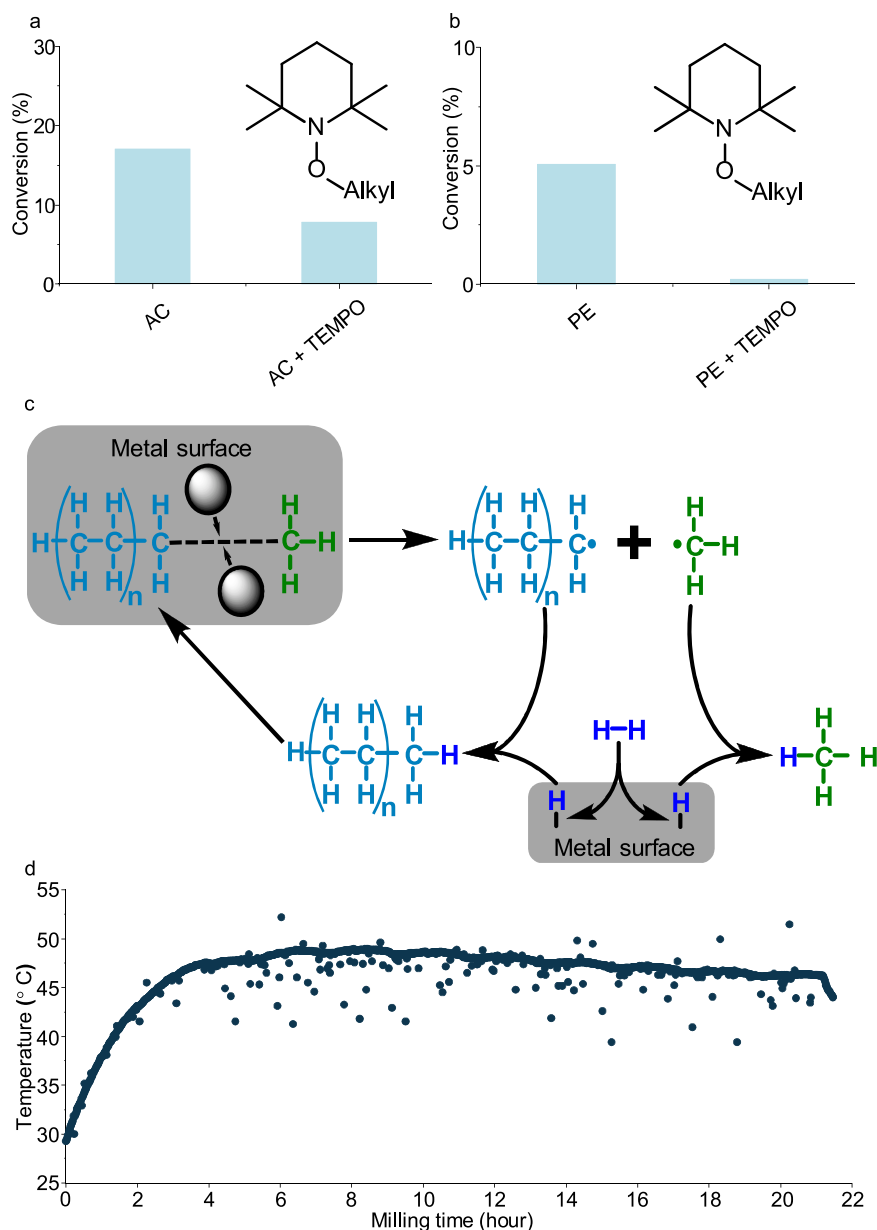 a
Conversion (%)
30
20
10
0
N
O
Alkyl
AC
AC + TEMPO
b
Conversion (%)
10
5
0
N
O
Alkyl
PE
PE + TEMPO
c
Metal surface
H H H H
H C C C C H
H H H H
n
H H H H
H C C C• + •C H
H H H H
n
H H H
H C C C H
H H H
n
H H
H H
Metal surface
H
H C H
H
d
Temperature (° C)
55
50
45
40
35
30
25
0 2 4 6 8 10 12 14 16 18 20 22
Milling time (hour)